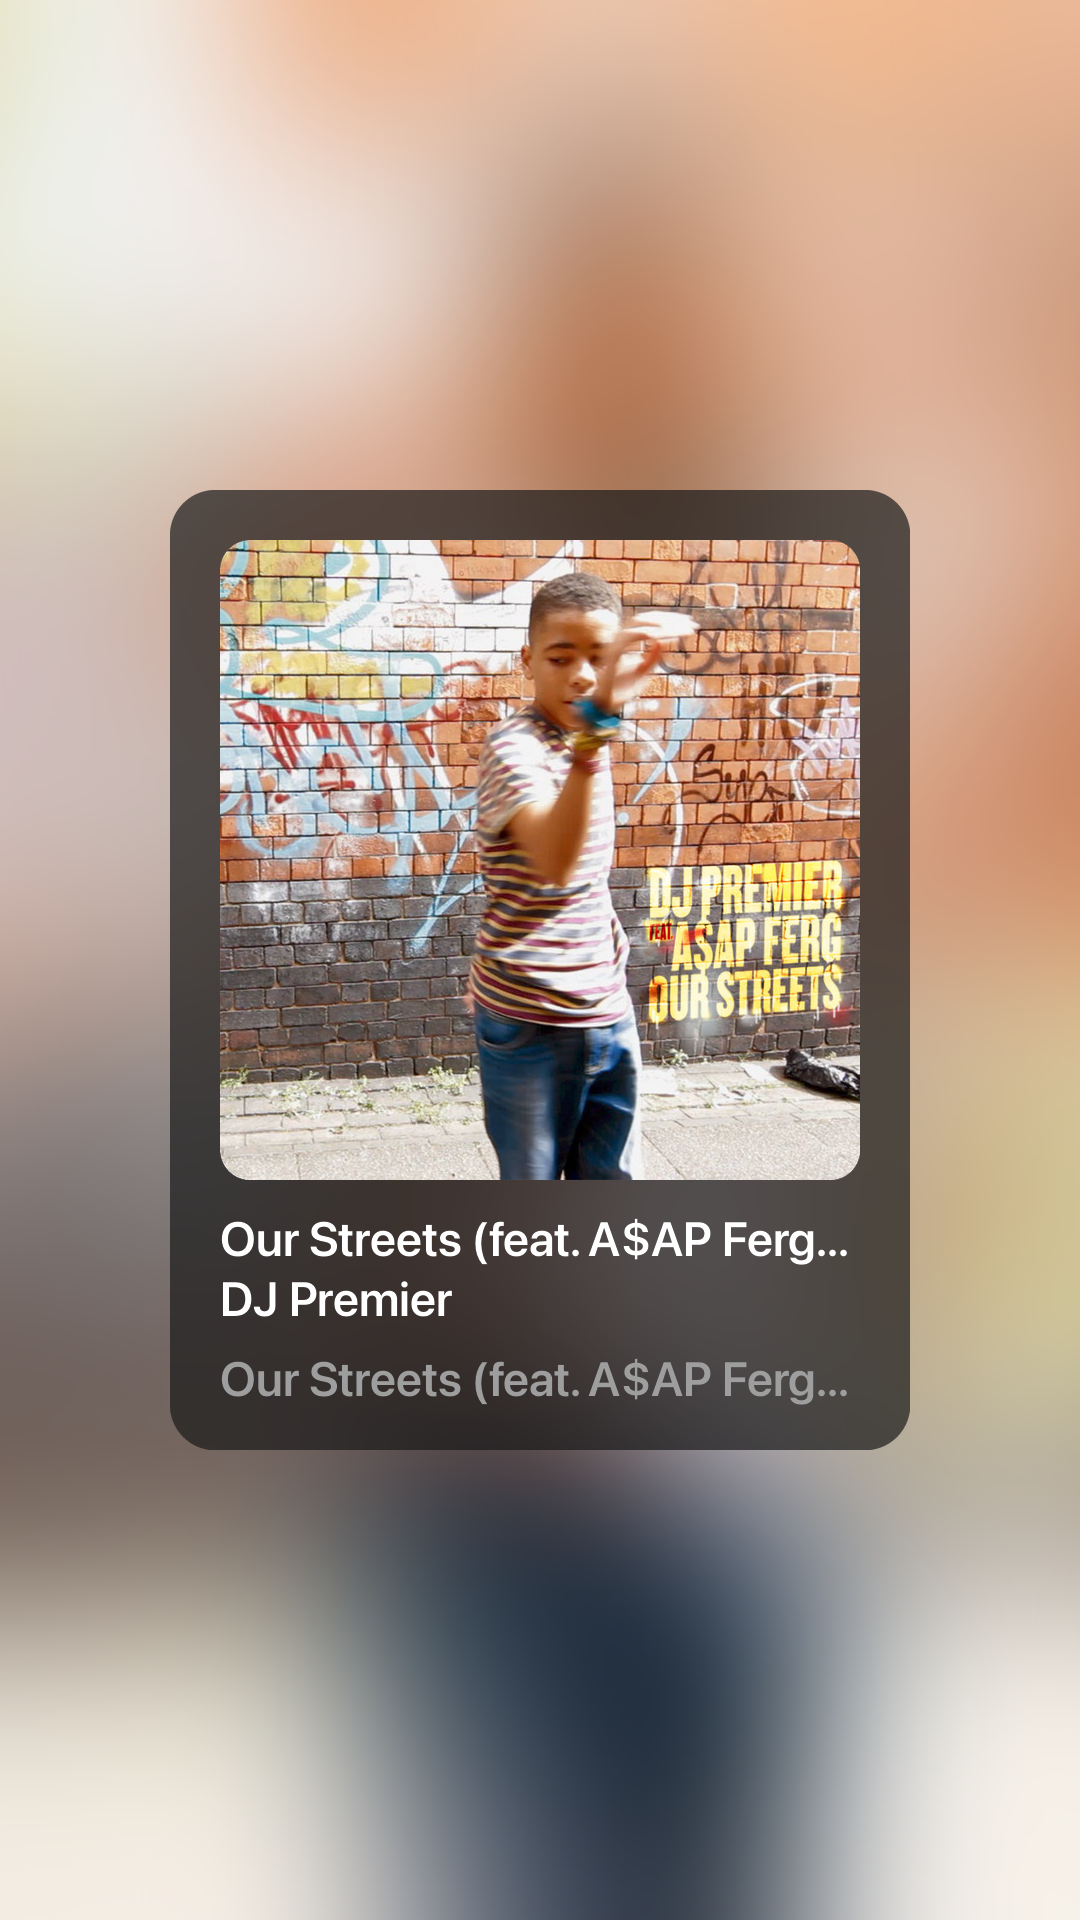 Sub
DJ PREMIER
FEAT. A$AP FERG
OUR STREETS
Our Streets (feat. A$AP Ferg...
DJ Premier
Our Streets (feat. A$AP Ferg...